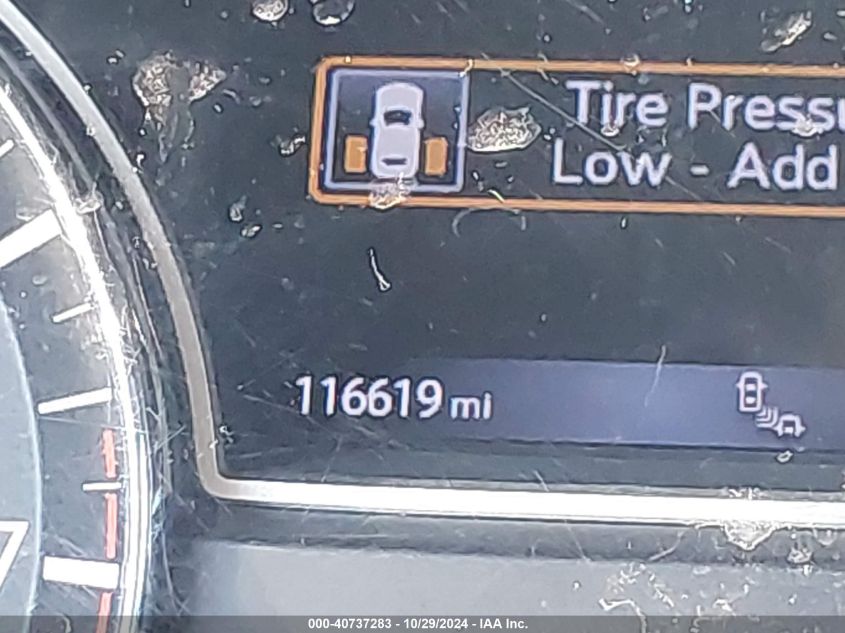 Tire Pressu
Low - Add
116619 mi
000-40737283 - 10/29/2024 - IAA Inc.